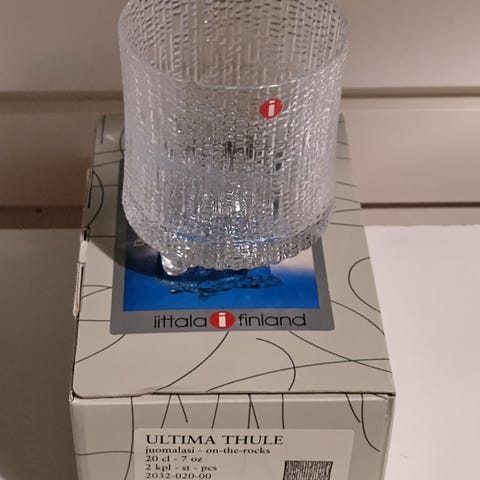 i
iittala i finland
ULTIMA THULE
juomalasi - on-the-rocks
20 cl - 7 oz
2 kpl - st - pcs
2032-020-00